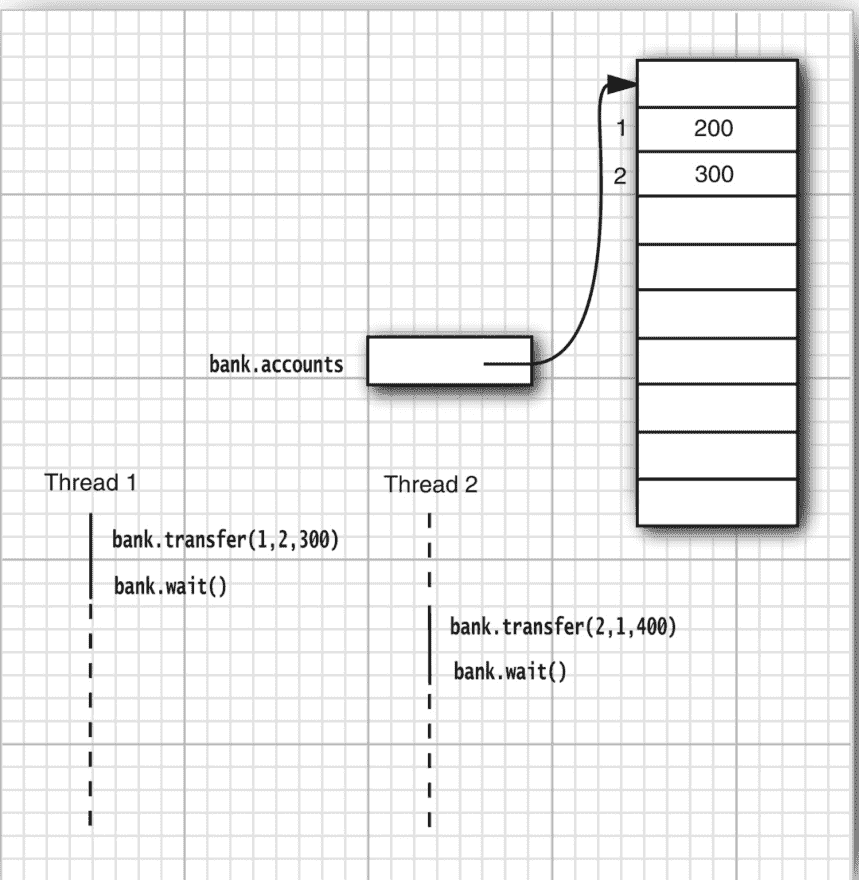 1 200
2 300
bank.accounts
Thread 1
Thread 2
bank.transfer(1,2,300)
bank.wait()
bank.transfer(2,1,400)
bank.wait()